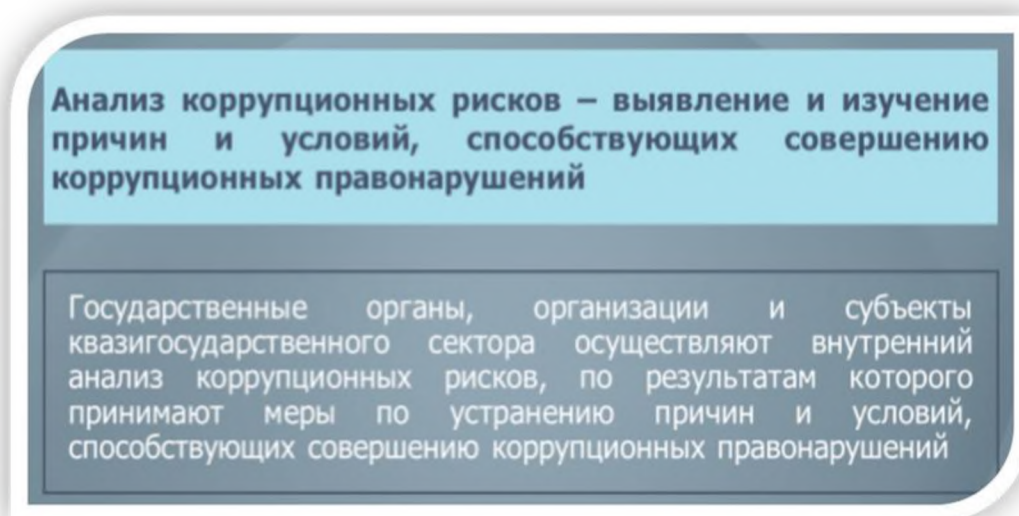 Анализ коррупционных рисков – выявление и изучение
причин и условий, способствующих совершению
коррупционных правонарушений
Государственные органы, организации и субъекты
квазигосударственного сектора осуществляют внутренний
анализ коррупционных рисков, по результатам которого
принимают меры по устранению причин и условий,
способствующих совершению коррупционных правонарушений